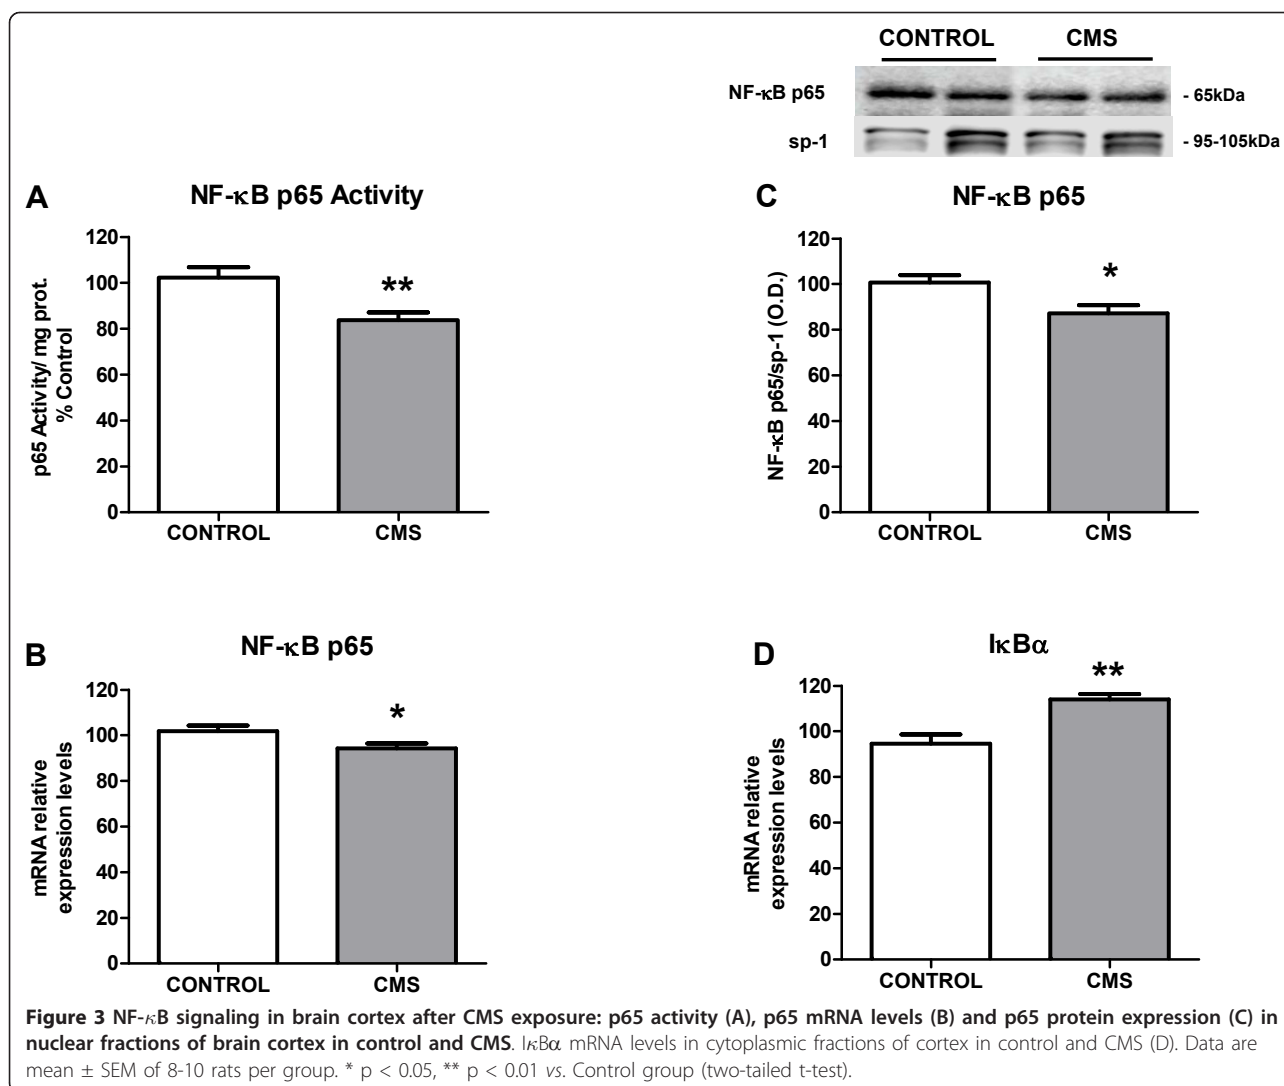 CONTROL CMS
NF-κB p65 - 65kDa
sp-1 - 95-105kDa
A NF-κB p65 Activity
p65 Activity/ mg prot.
% Control
120
100
80
60
40
20
0
**
CONTROL CMS
C NF-κB p65
NF-κB p65/sp-1 (O.D.)
120
100
80
60
40
20
0
*
CONTROL CMS
B NF-κB p65
mRNA relative
expression levels
120
100
80
60
40
20
0
*
CONTROL CMS
D IκBα
mRNA relative
expression levels
120
100
80
60
40
20
0
**
CONTROL CMS
Figure 3 NF-κB signaling in brain cortex after CMS exposure: p65 activity (A), p65 mRNA levels (B) and p65 protein expression (C) in
nuclear fractions of brain cortex in control and CMS. IκBα mRNA levels in cytoplasmic fractions of cortex in control and CMS (D). Data are
mean ± SEM of 8-10 rats per group. * p < 0.05, ** p < 0.01 vs. Control group (two-tailed t-test).